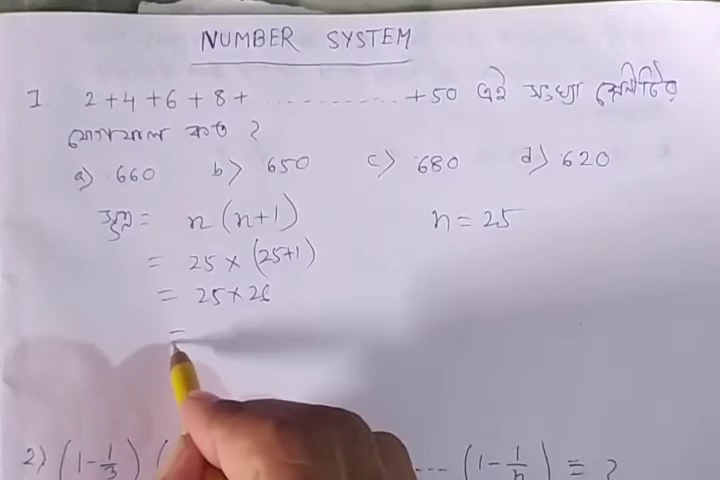 NUMBER SYSTEM
1. 2+4+6+8+ .......... +50 এই সংখ্যা শ্রেনীটির
যোগফল কত ?
a) 660 b) 650 c) 680 d) 620
সূত্র = n(n+1) n = 25
= 25 × (25+1)
= 25 × 26
=
2) (1-1/3) ( ... (1-1/n) = ?